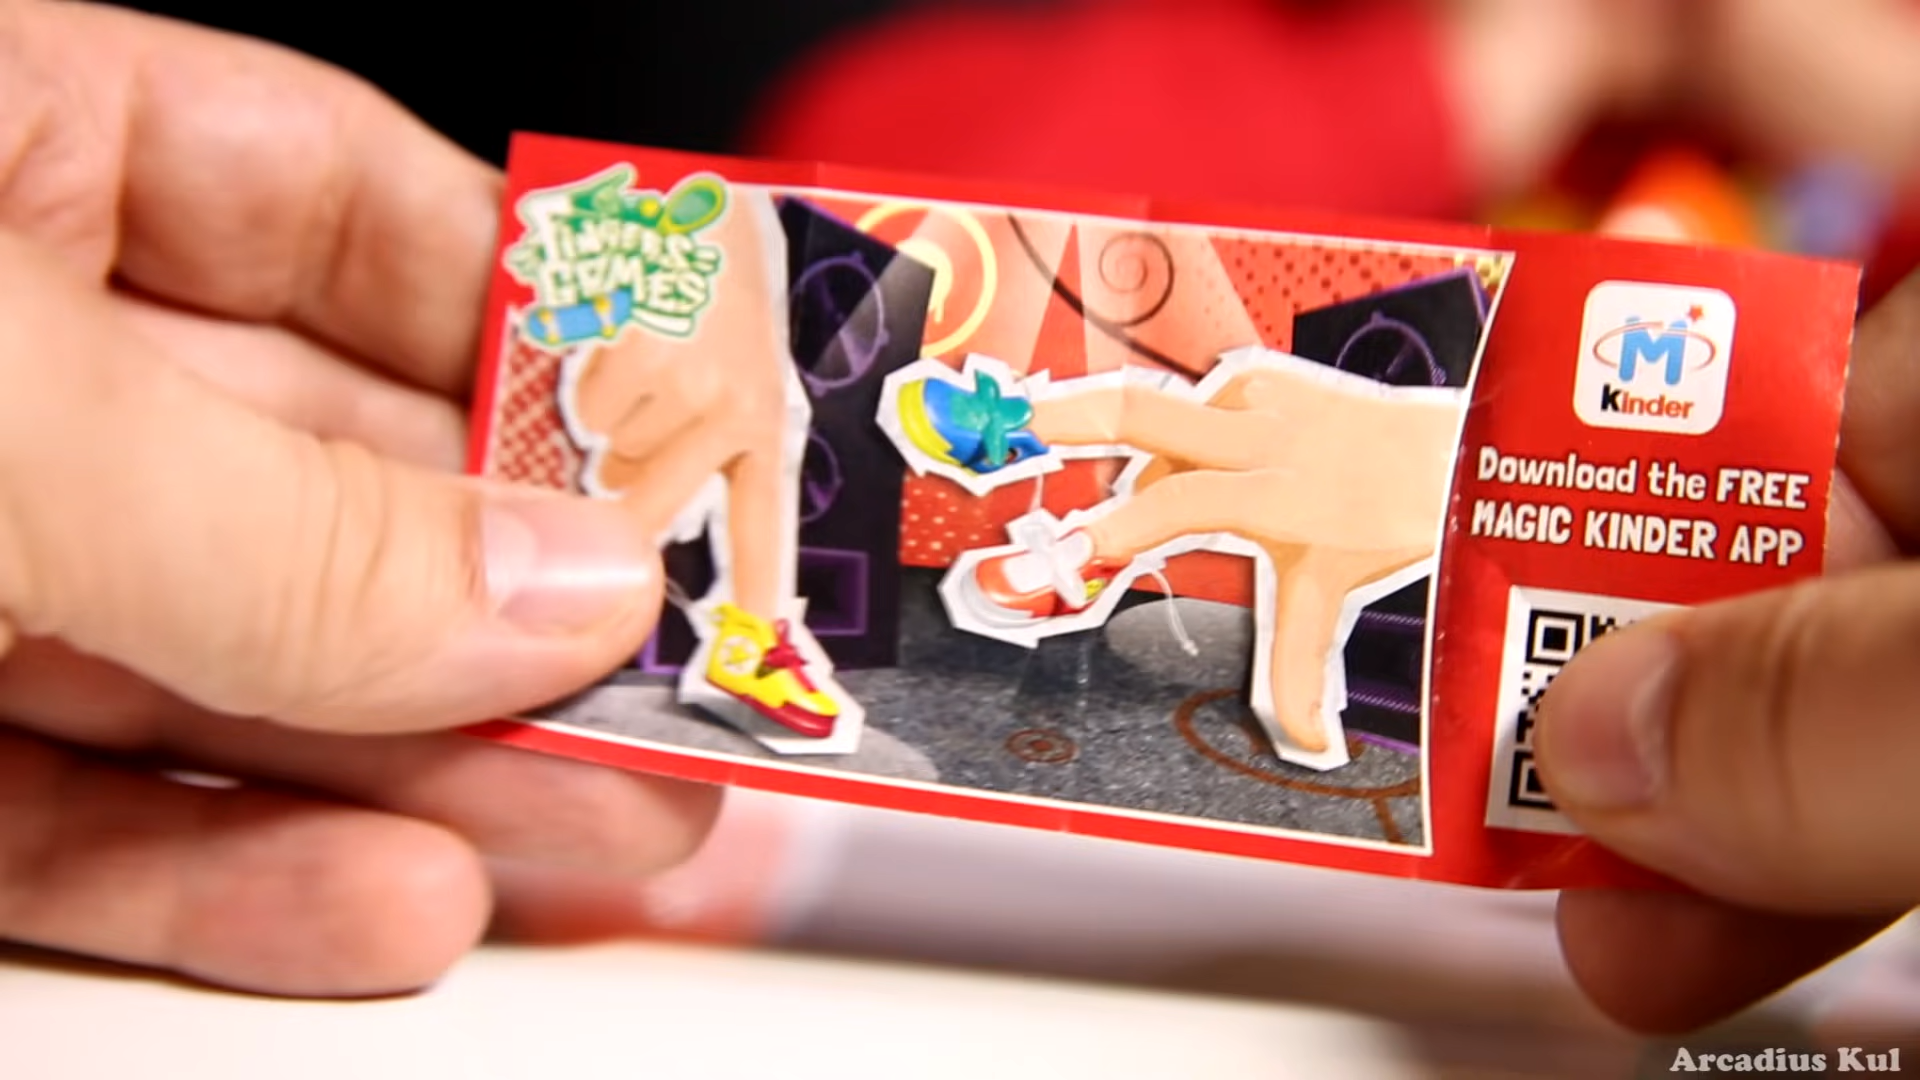 FINGERS
GAMES
M
kinder
Download the FREE
MAGIC KINDER APP
Arcadius Kul